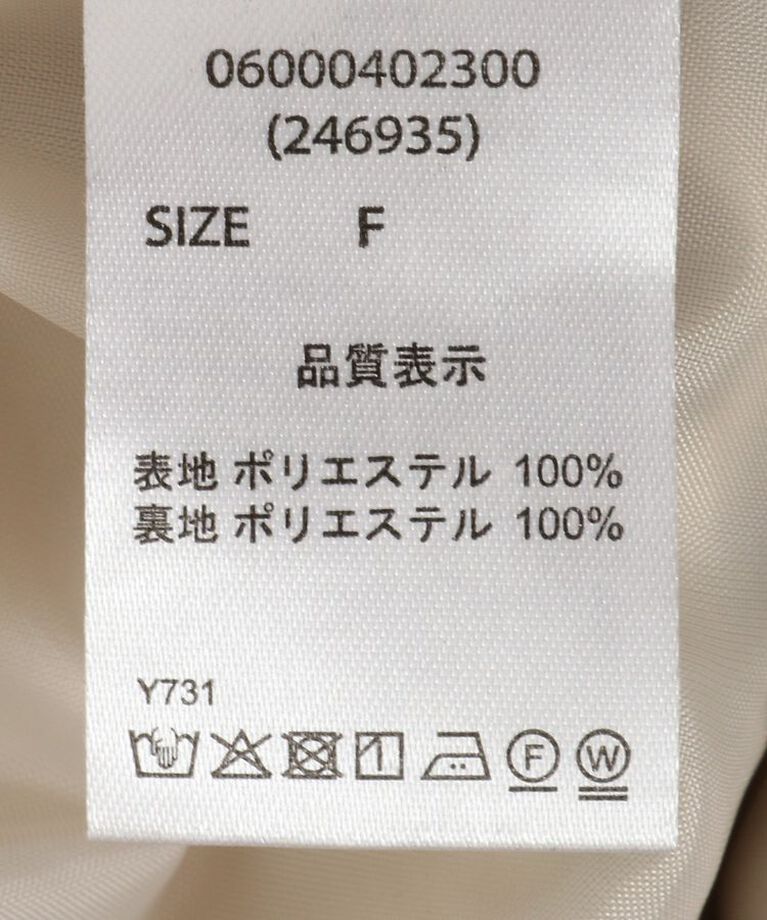 06000402300
(246935)
SIZE F
品質表示
表地 ポリエステル 100%
裏地 ポリエステル 100%
Y731
F W